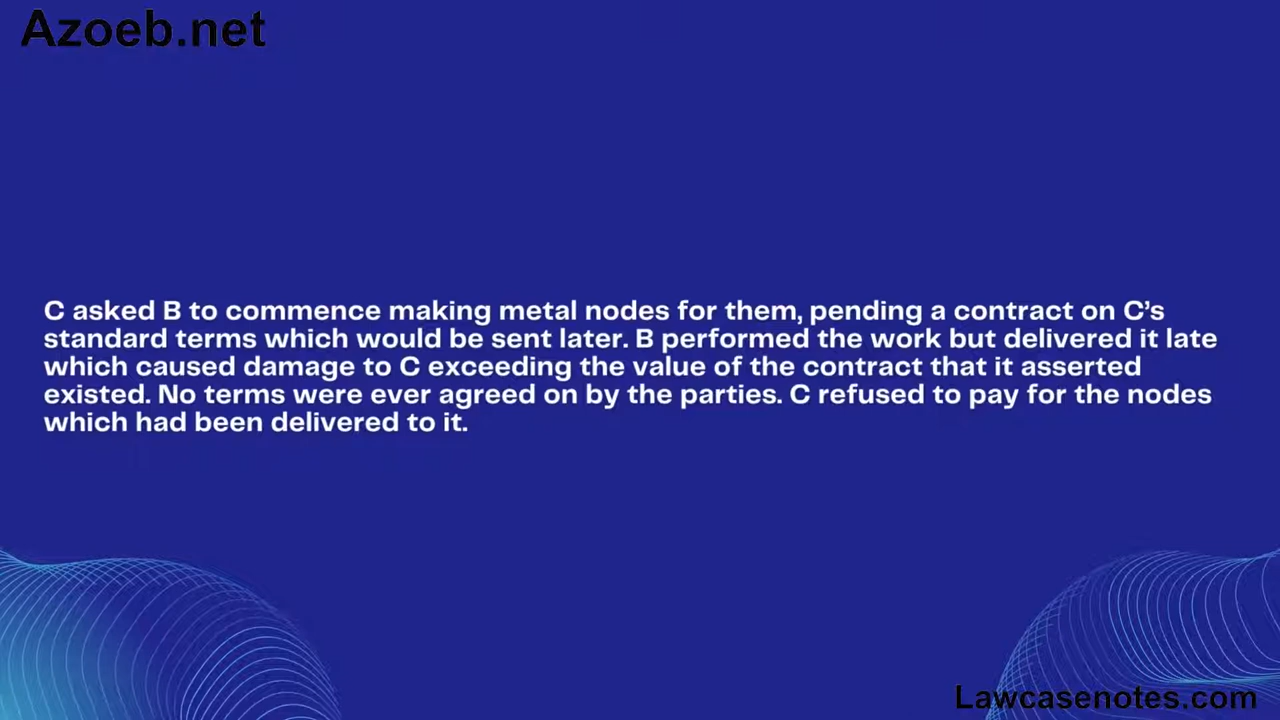 Azoeb.net
C asked B to commence making metal nodes for them, pending a contract on C’s
standard terms which would be sent later. B performed the work but delivered it late
which caused damage to C exceeding the value of the contract that it asserted
existed. No terms were ever agreed on by the parties. C refused to pay for the nodes
which had been delivered to it.
Lawcasenotes.com